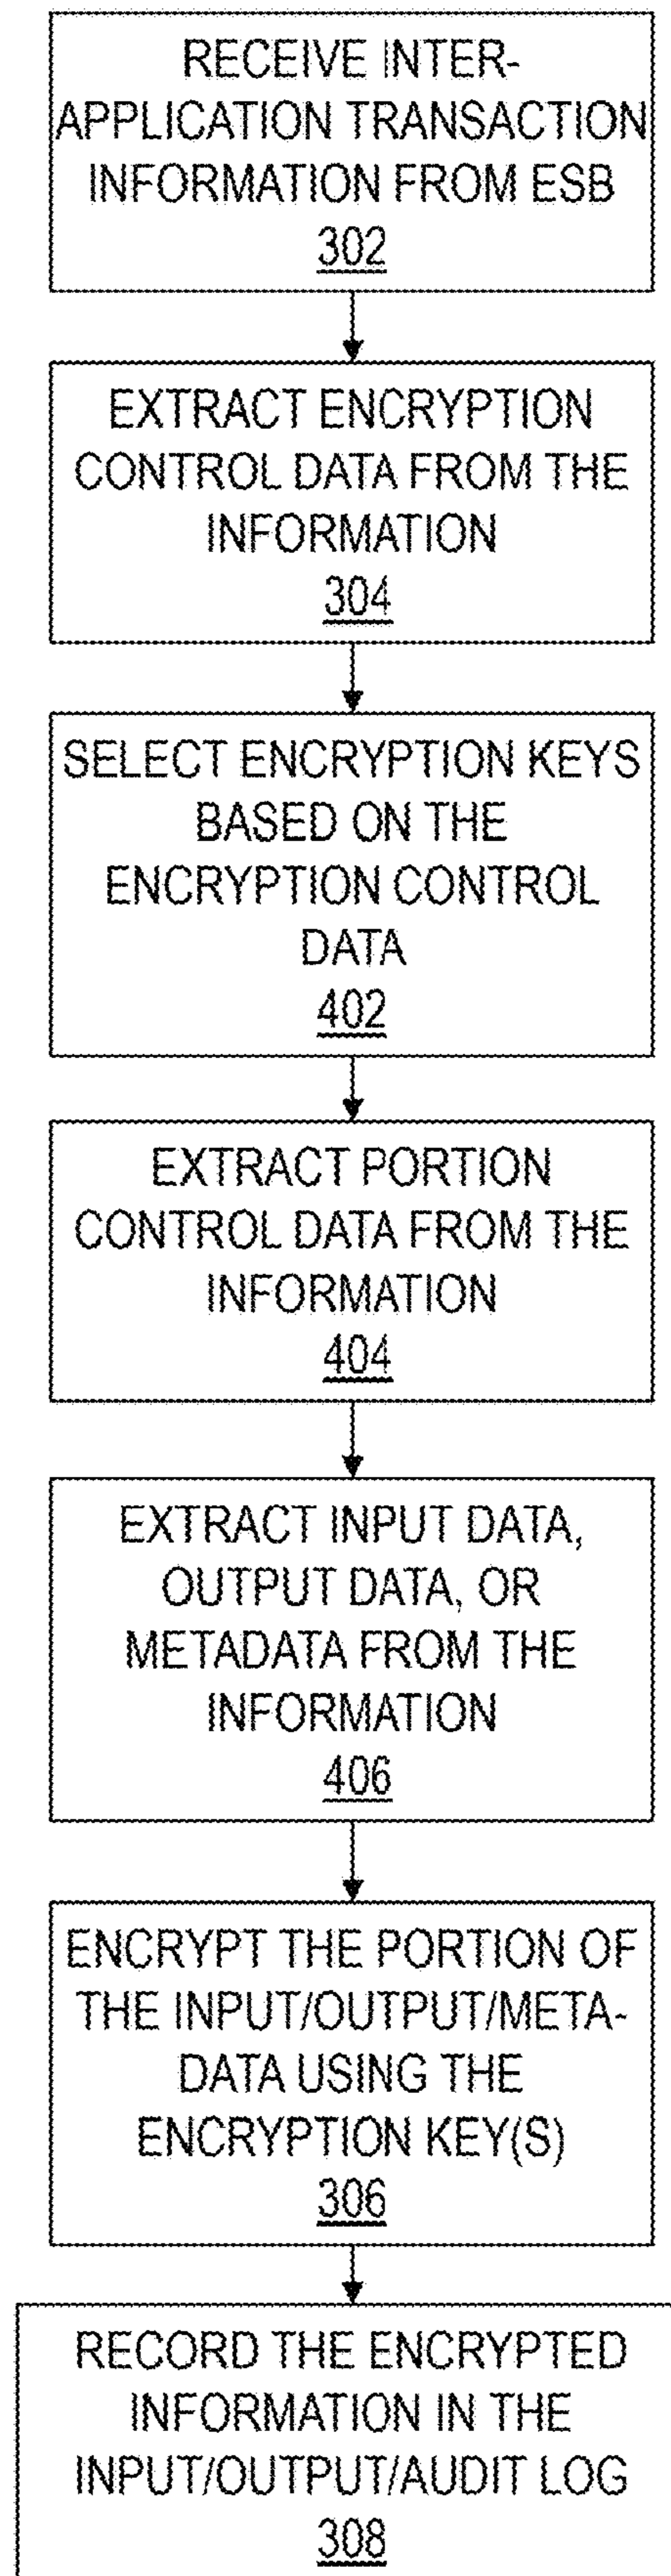 RECEIVE INTER-
APPLICATION TRANSACTION
INFORMATION FROM ESB
302
EXTRACT ENCRYPTION
CONTROL DATA FROM THE
INFORMATION
304
SELECT ENCRYPTION KEYS
BASED ON THE
ENCRYPTION CONTROL
DATA
402
EXTRACT PORTION
CONTROL DATA FROM THE
INFORMATION
404
EXTRACT INPUT DATA,
OUTPUT DATA, OR
METADATA FROM THE
INFORMATION
406
ENCRYPT THE PORTION OF
THE INPUT/OUTPUT/META-
DATA USING THE
ENCRYPTION KEY(S)
306
RECORD THE ENCRYPTED
INFORMATION IN THE
INPUT/OUTPUT/AUDIT LOG
308